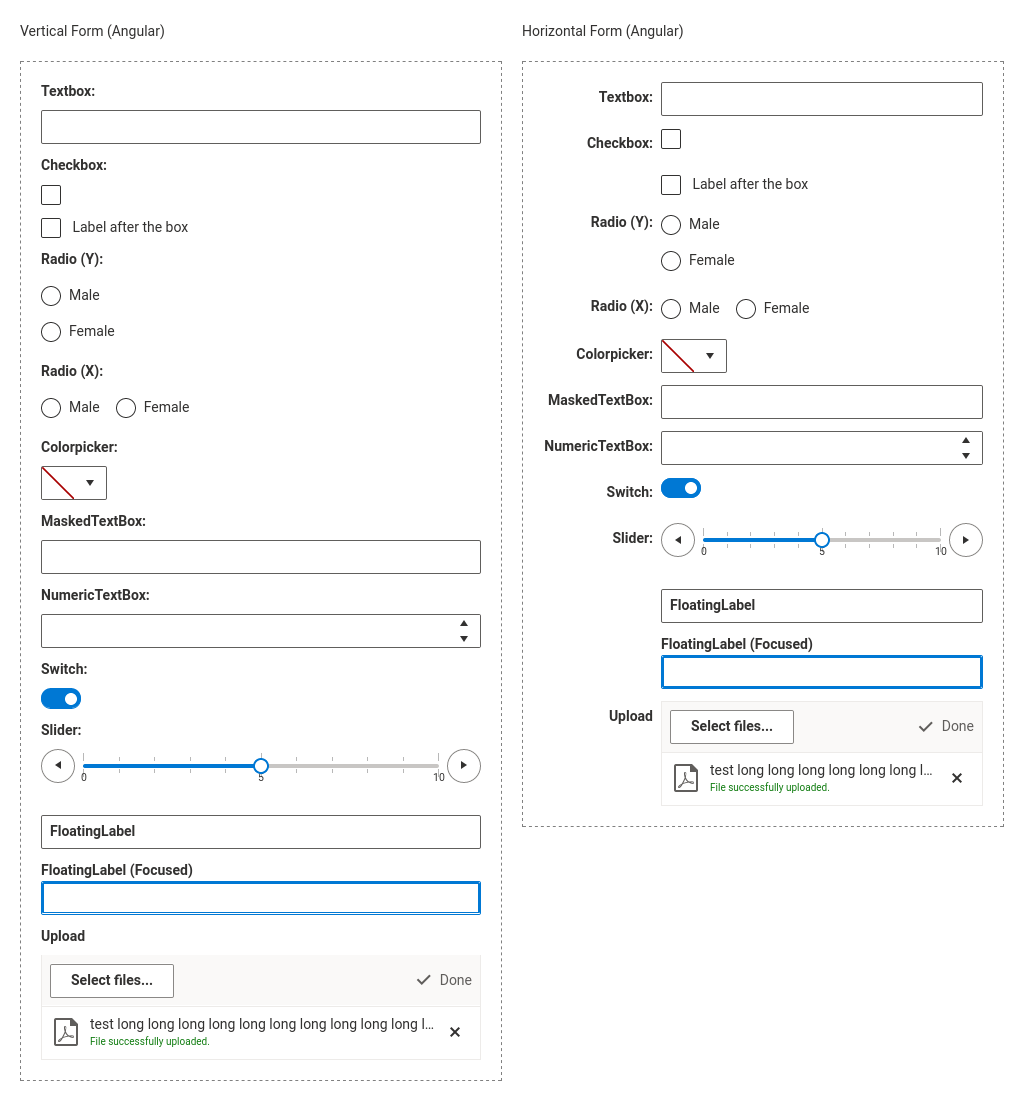 Vertical Form (Angular)
Textbox:
Checkbox:
Label after the box
Radio (Y):
Male
Female
Radio (X):
Male Female
Colorpicker:
MaskedTextBox:
NumericTextBox:
Switch:
Slider:
0 5 10
FloatingLabel
FloatingLabel (Focused)
Upload
Select files... Done
test long long long long long long long long long long l...
File successfully uploaded.
Horizontal Form (Angular)
Textbox:
Checkbox:
Label after the box
Radio (Y): Male
Female
Radio (X): Male Female
Colorpicker:
MaskedTextBox:
NumericTextBox:
Switch:
Slider:
0 5 10
FloatingLabel
FloatingLabel (Focused)
Upload
Select files... Done
test long long long long long long l...
File successfully uploaded.